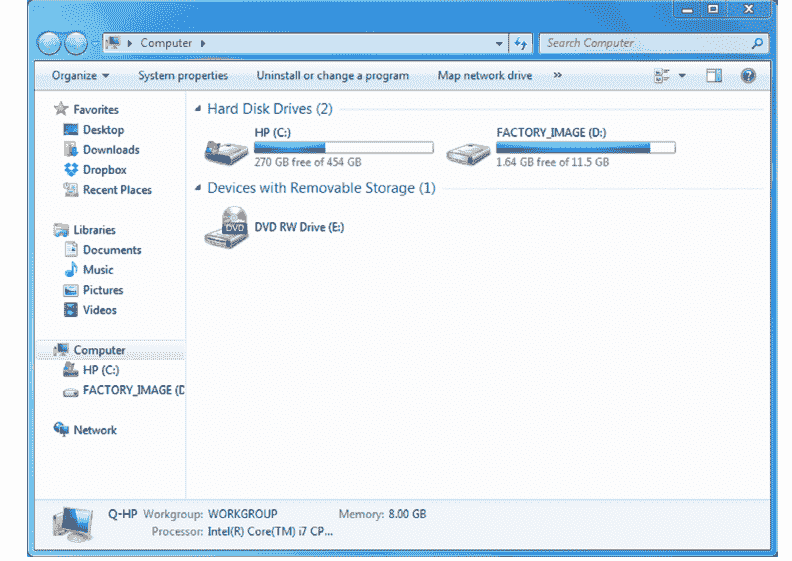 Computer
Search Computer
Organize
System properties
Uninstall or change a program
Map network drive
»
Favorites
Desktop
Downloads
Dropbox
Recent Places
Libraries
Documents
Music
Pictures
Videos
Computer
HP (C:)
FACTORY_IMAGE (D
Network
Hard Disk Drives (2)
HP (C:)
270 GB free of 454 GB
FACTORY_IMAGE (D:)
1.64 GB free of 11.5 GB
Devices with Removable Storage (1)
DVD
DVD RW Drive (E:)
Q-HP Workgroup: WORKGROUP Memory: 8.00 GB
Processor: Intel(R) Core(TM) i7 CP...